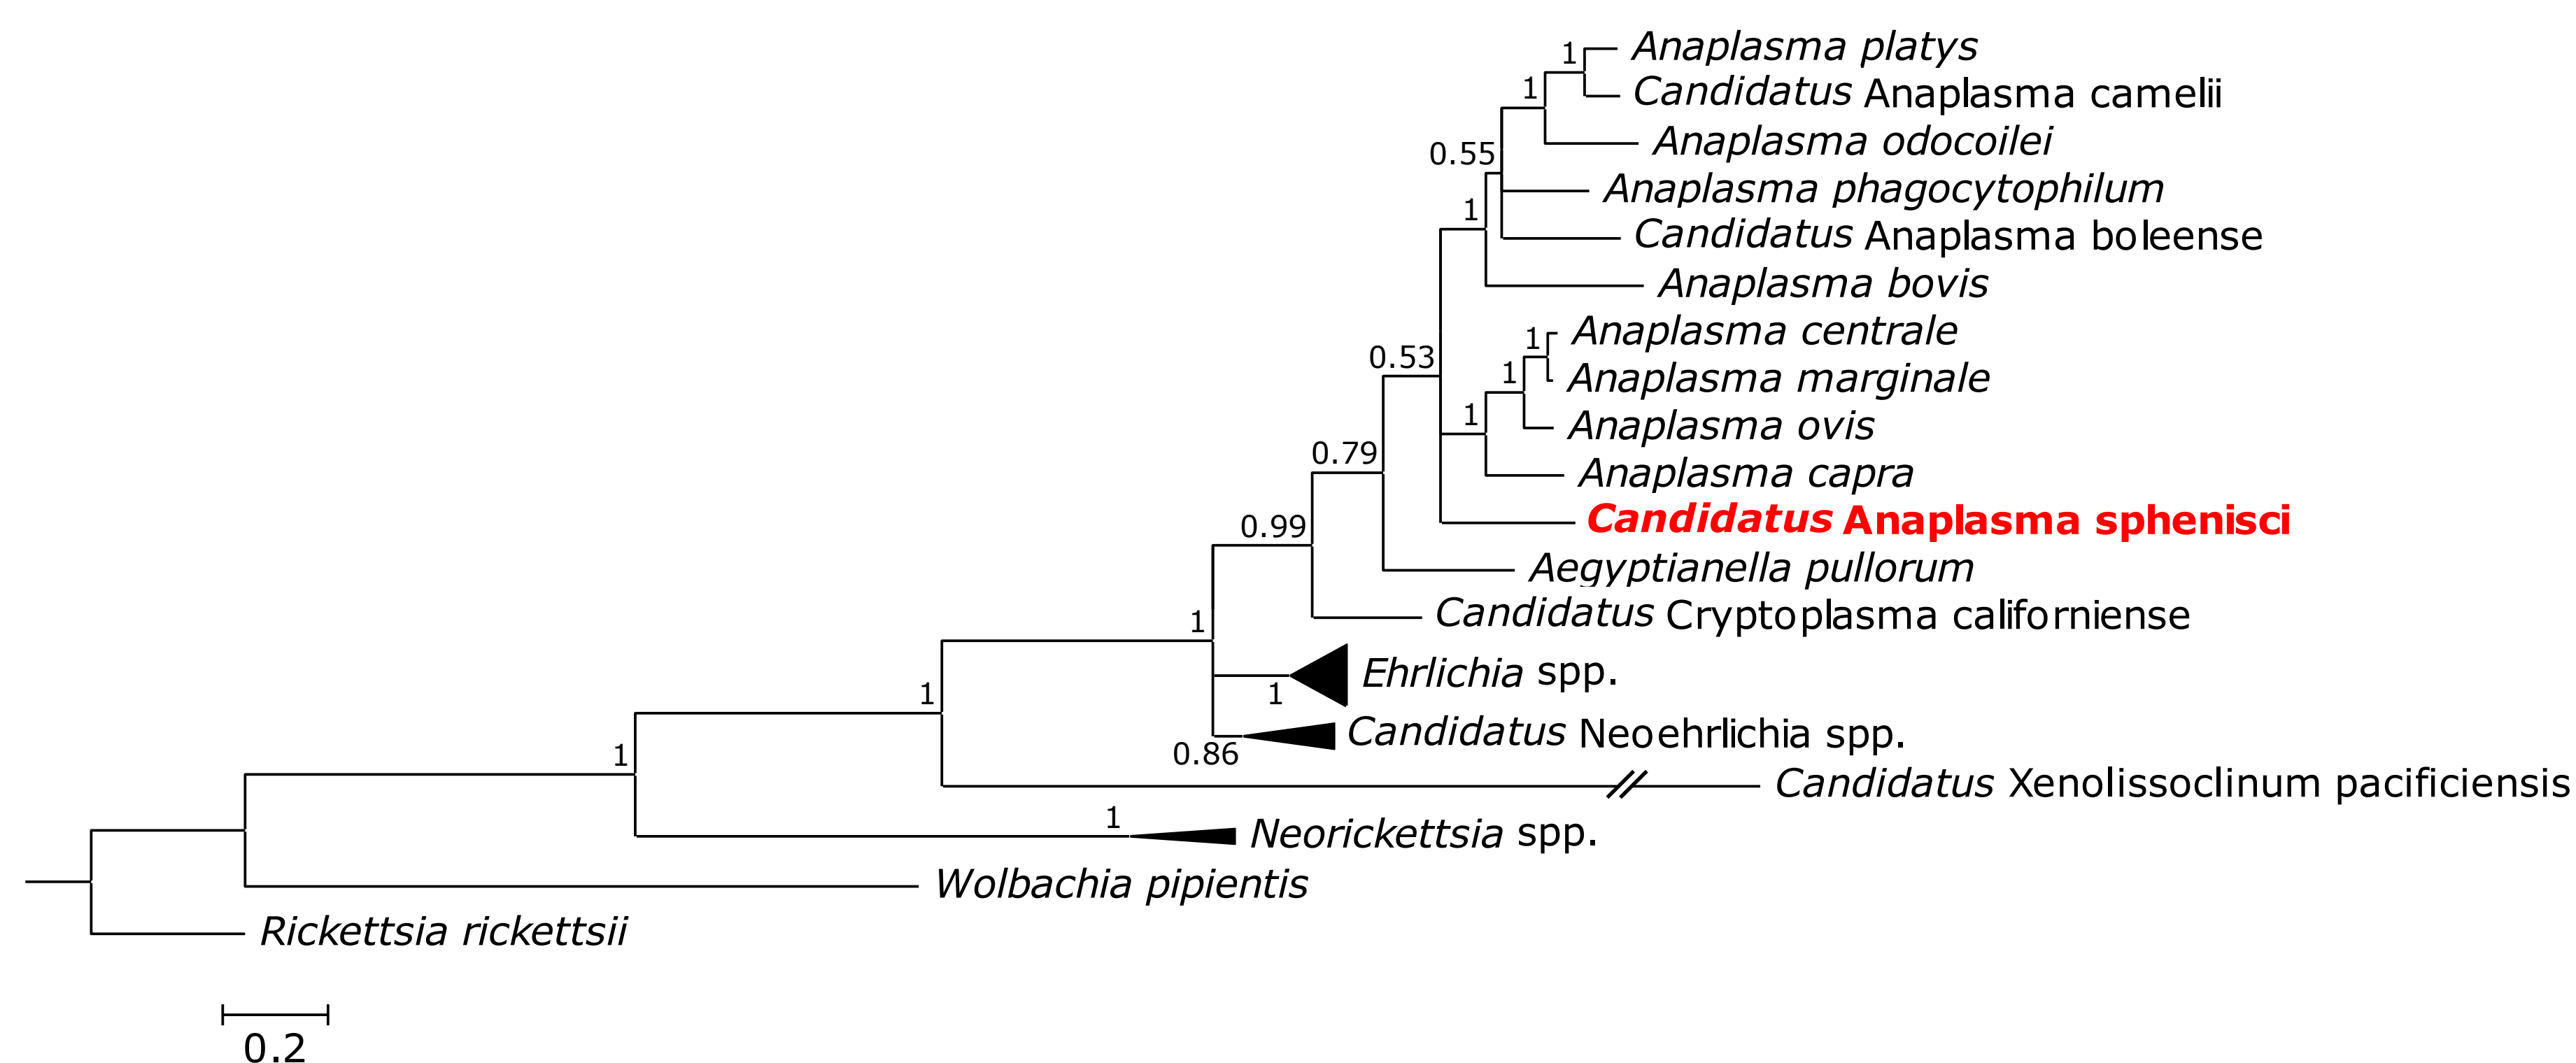 1 Anaplasma platys
1 Candidatus Anaplasma camelii
Anaplasma odocoilei
0.55
Anaplasma phagocytophilum
1
Candidatus Anaplasma boleense
Anaplasma bovis
1 Anaplasma centrale
0.53 1 Anaplasma marginale
1 Anaplasma ovis
0.79 Anaplasma capra
0.99 Candidatus Anaplasma sphenisci
Aegyptianella pullorum
1 Candidatus Cryptoplasma californiense
Ehrlichia spp.
1 1
Candidatus Neoehrlichia spp.
1 0.86
Candidatus Xenolissoclinum pacificiensis
1
Neorickettsia spp.
Wolbachia pipientis
Rickettsia rickettsii
0.2